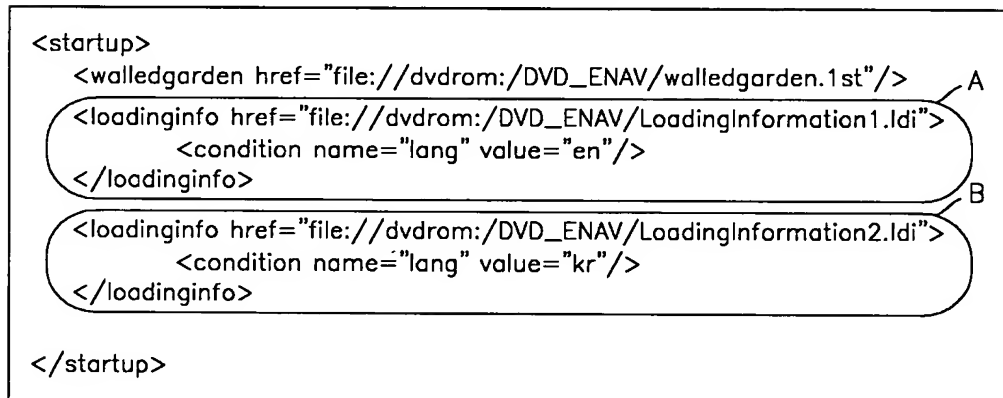 <startup>
<walledgarden href="file://dvdrom:/DVD_ENAV/walledgarden.1st"/>
A
<loadinginfo href="file://dvdrom:/DVD_ENAV/LoadingInformation1.ldi">
<condition name="lang" value="en"/>
</loadinginfo>
B
<loadinginfo href="file://dvdrom:/DVD_ENAV/LoadingInformation2.ldi">
<condition name="lang" value="kr"/>
</loadinginfo>
</startup>